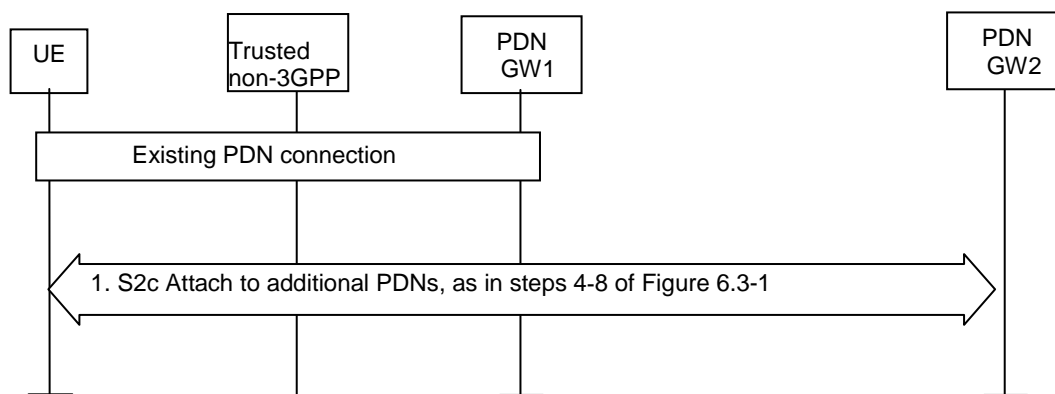 UE
Trusted
non-3GPP
PDN
GW1
PDN
GW2
Existing PDN connection
1. S2c Attach to additional PDNs, as in steps 4-8 of Figure 6.3-1